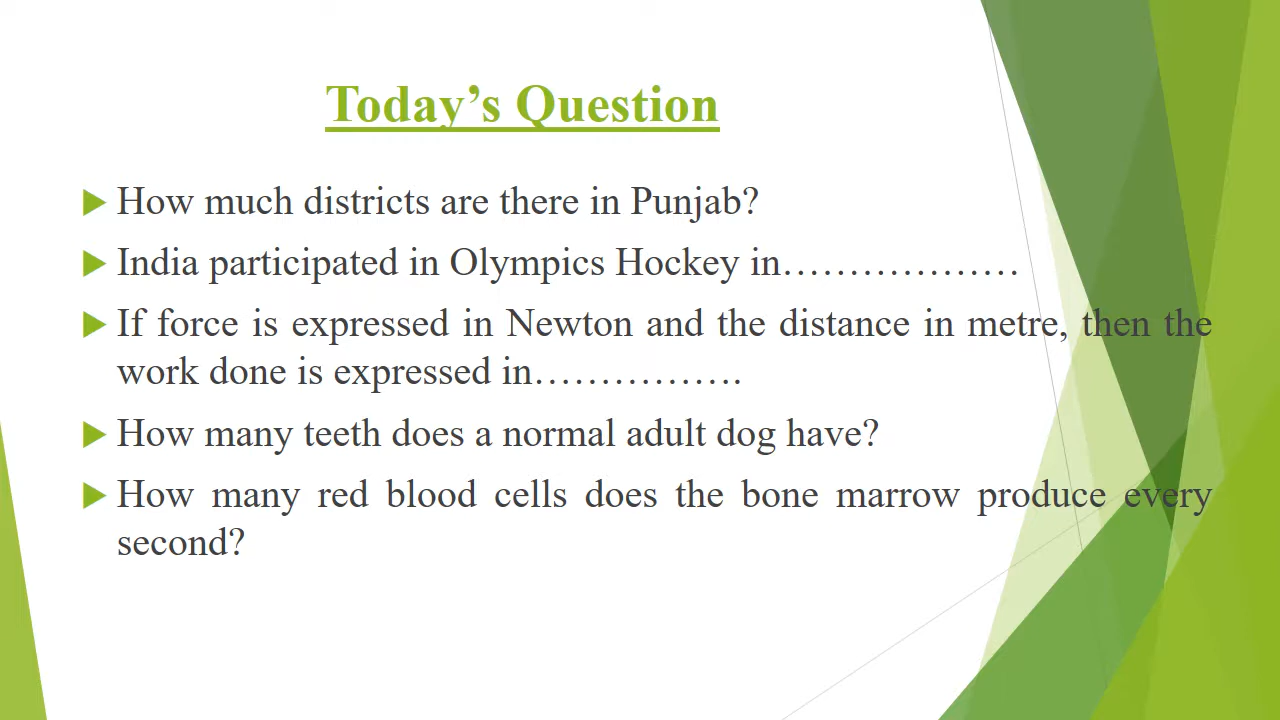 Today’s Question
How much districts are there in Punjab?
India participated in Olympics Hockey in………………
If force is expressed in Newton and the distance in metre, then the
work done is expressed in…………….
How many teeth does a normal adult dog have?
How many red blood cells does the bone marrow produce every
second?